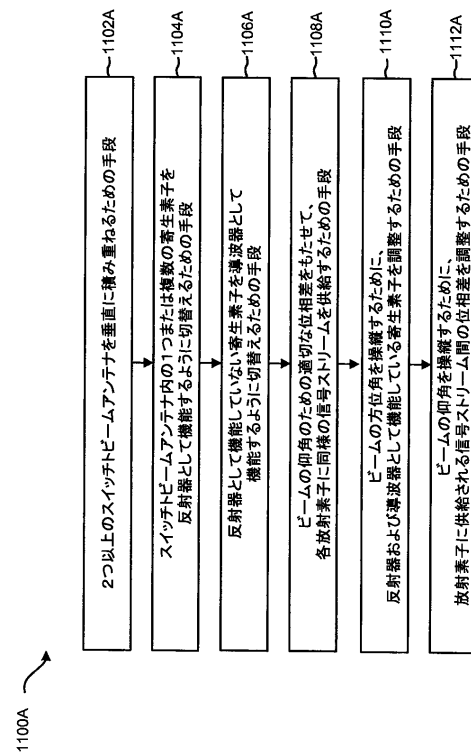 1100A
2つ以上のスイッチトビームアンテナを垂直に積み重ねるための手段
1102A
スイッチトビームアンテナ内の1つまたは複数の寄生素子を
反射器として機能するように切替えるための手段
1104A
反射器として機能していない寄生素子を導波器として
機能するように切替えるための手段
1106A
ビームの仰角のための適切な位相差をもたせて、
各放射素子に同様の信号ストリームを供給するための手段
1108A
ビームの方位角を操縦するために、
反射器および導波器として機能している寄生素子を調整するための手段
1110A
ビームの仰角を操縦するために、
放射素子に供給される信号ストリーム間の位相差を調整するための手段
1112A